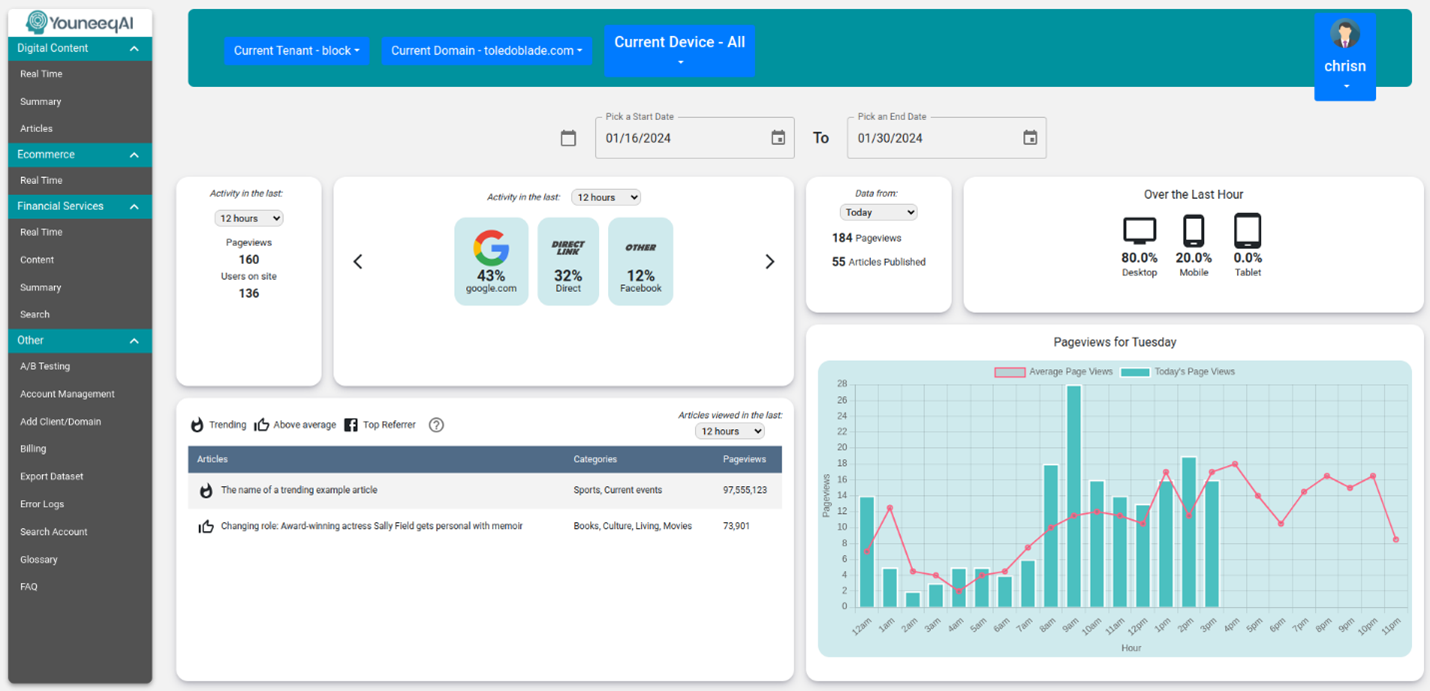 YouneeqAI
Digital Content
Real Time
Summary
Articles
Ecommerce
Real Time
Financial Services
Real Time
Content
Summary
Search
Other
A/B Testing
Account Management
Add Client/Domain
Billing
Export Dataset
Error Logs
Search Account
Glossary
FAQ
Current Tenant - block
Current Domain - toledoblade.com
Current Device - All
chrisn
Pick a Start Date
01/16/2024
To
Pick an End Date
01/30/2024
Activity in the last:
12 hours
Pageviews
160
Users on site
136
Activity in the last: 12 hours
43%
google.com
DIRECT
LINK
32%
Direct
OTHER
12%
Facebook
Data from:
Today
184 Pageviews
55 Articles Published
Over the Last Hour
80.0% 20.0% 0.0%
Desktop Mobile Tablet
Trending Above average Top Referrer ?
Articles viewed in the last:
12 hours
Articles Categories Pageviews
The name of a trending example article Sports, Current events 97,555,123
Changing role: Award-winning actress Sally Field gets personal with memoir Books, Culture, Living, Movies 73,901
Pageviews for Tuesday
Average Page Views Today's Page Views
Pageviews
28
26
24
22
20
18
16
14
12
10
8
6
4
2
0
12am 1am 2am 3am 4am 5am 6am 7am 8am 9am 10am 11am 12pm 1pm 2pm 3pm 4pm 5pm 6pm 7pm 8pm 9pm 10pm 11pm
Hour